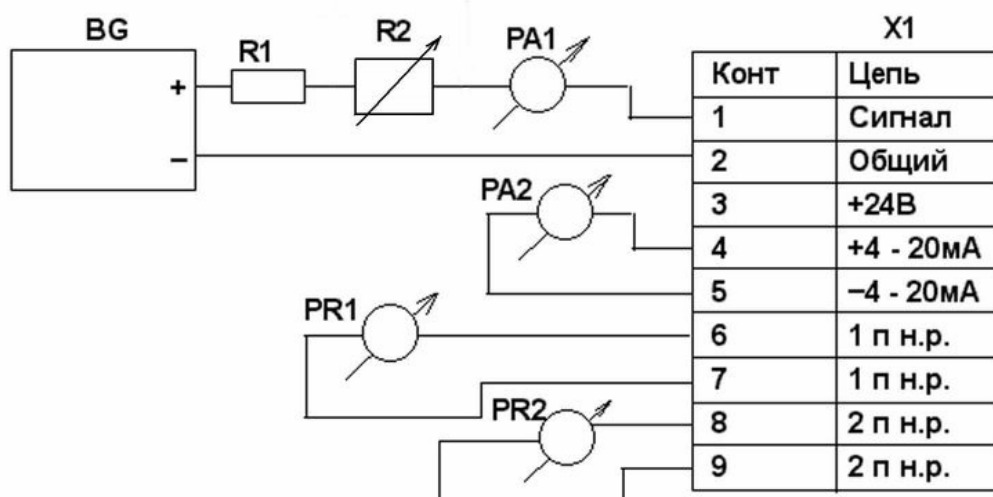 BG
R1
R2
PA1
X1
+
−
Конт Цепь
1 Сигнал
2 Общий
PA2
3 +24В
4 +4 - 20мА
5 −4 - 20мА
PR1
6 1 п н.р.
7 1 п н.р.
PR2
8 2 п н.р.
9 2 п н.р.